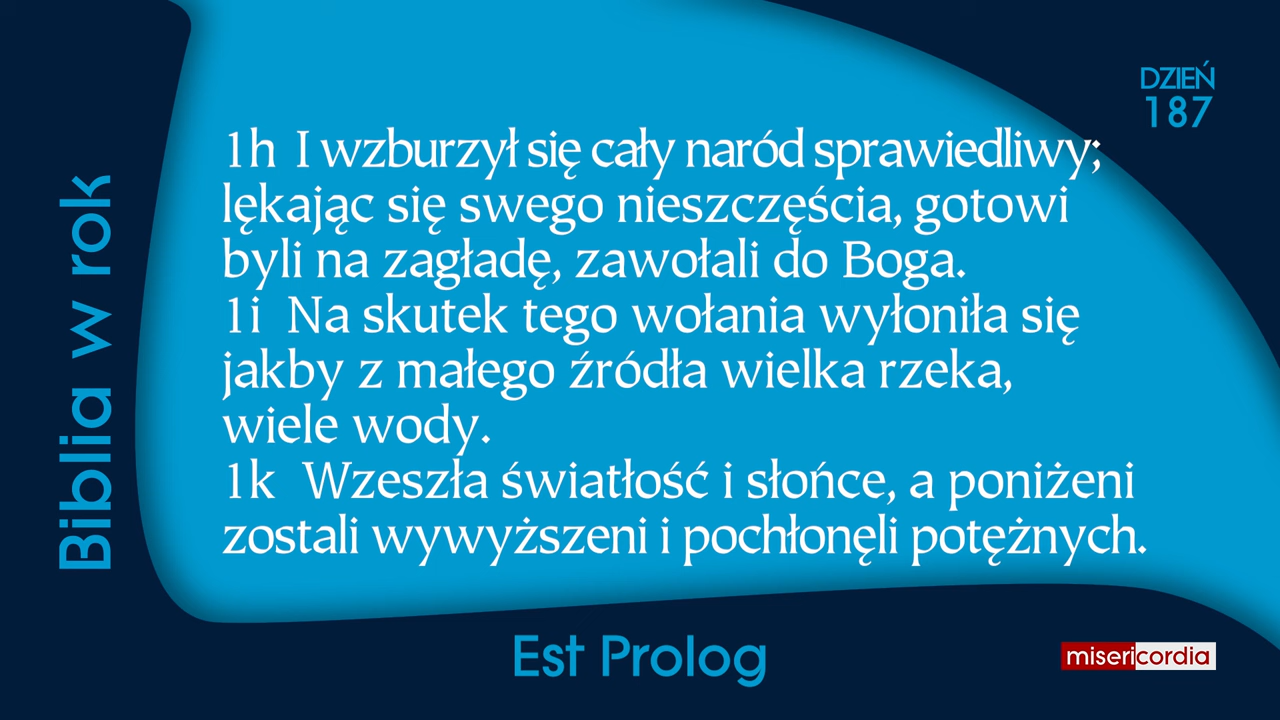 DZIEŃ
187
1h I wzburzył się cały naród sprawiedliwy;
lękając się swego nieszczęścia, gotowi
byli na zagładę, zawołali do Boga.
1i Na skutek tego wołania wyłoniła się
jakby z małego źródła wielka rzeka,
wiele wody.
1k Wzeszła światłość i słońce, a poniżeni
zostali wywyższeni i pochłonęli potężnych.
Biblia w rok
Est Prolog
misericordia